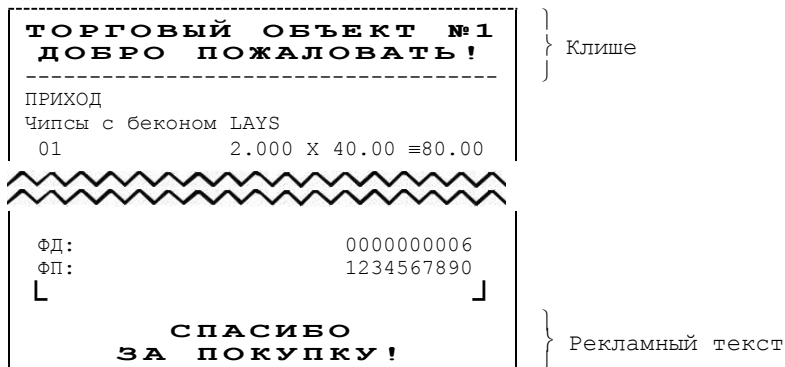 ТОРГОВЫЙ ОБЪЕКТ №1
ДОБРО ПОЖАЛОВАТЬ!
Клише
ПРИХОД
Чипсы с беконом LAYS
01 2.000 X 40.00 ≡80.00
ФД: 0000000006
ФП: 1234567890
СПАСИБО
ЗА ПОКУПКУ!
Рекламный текст